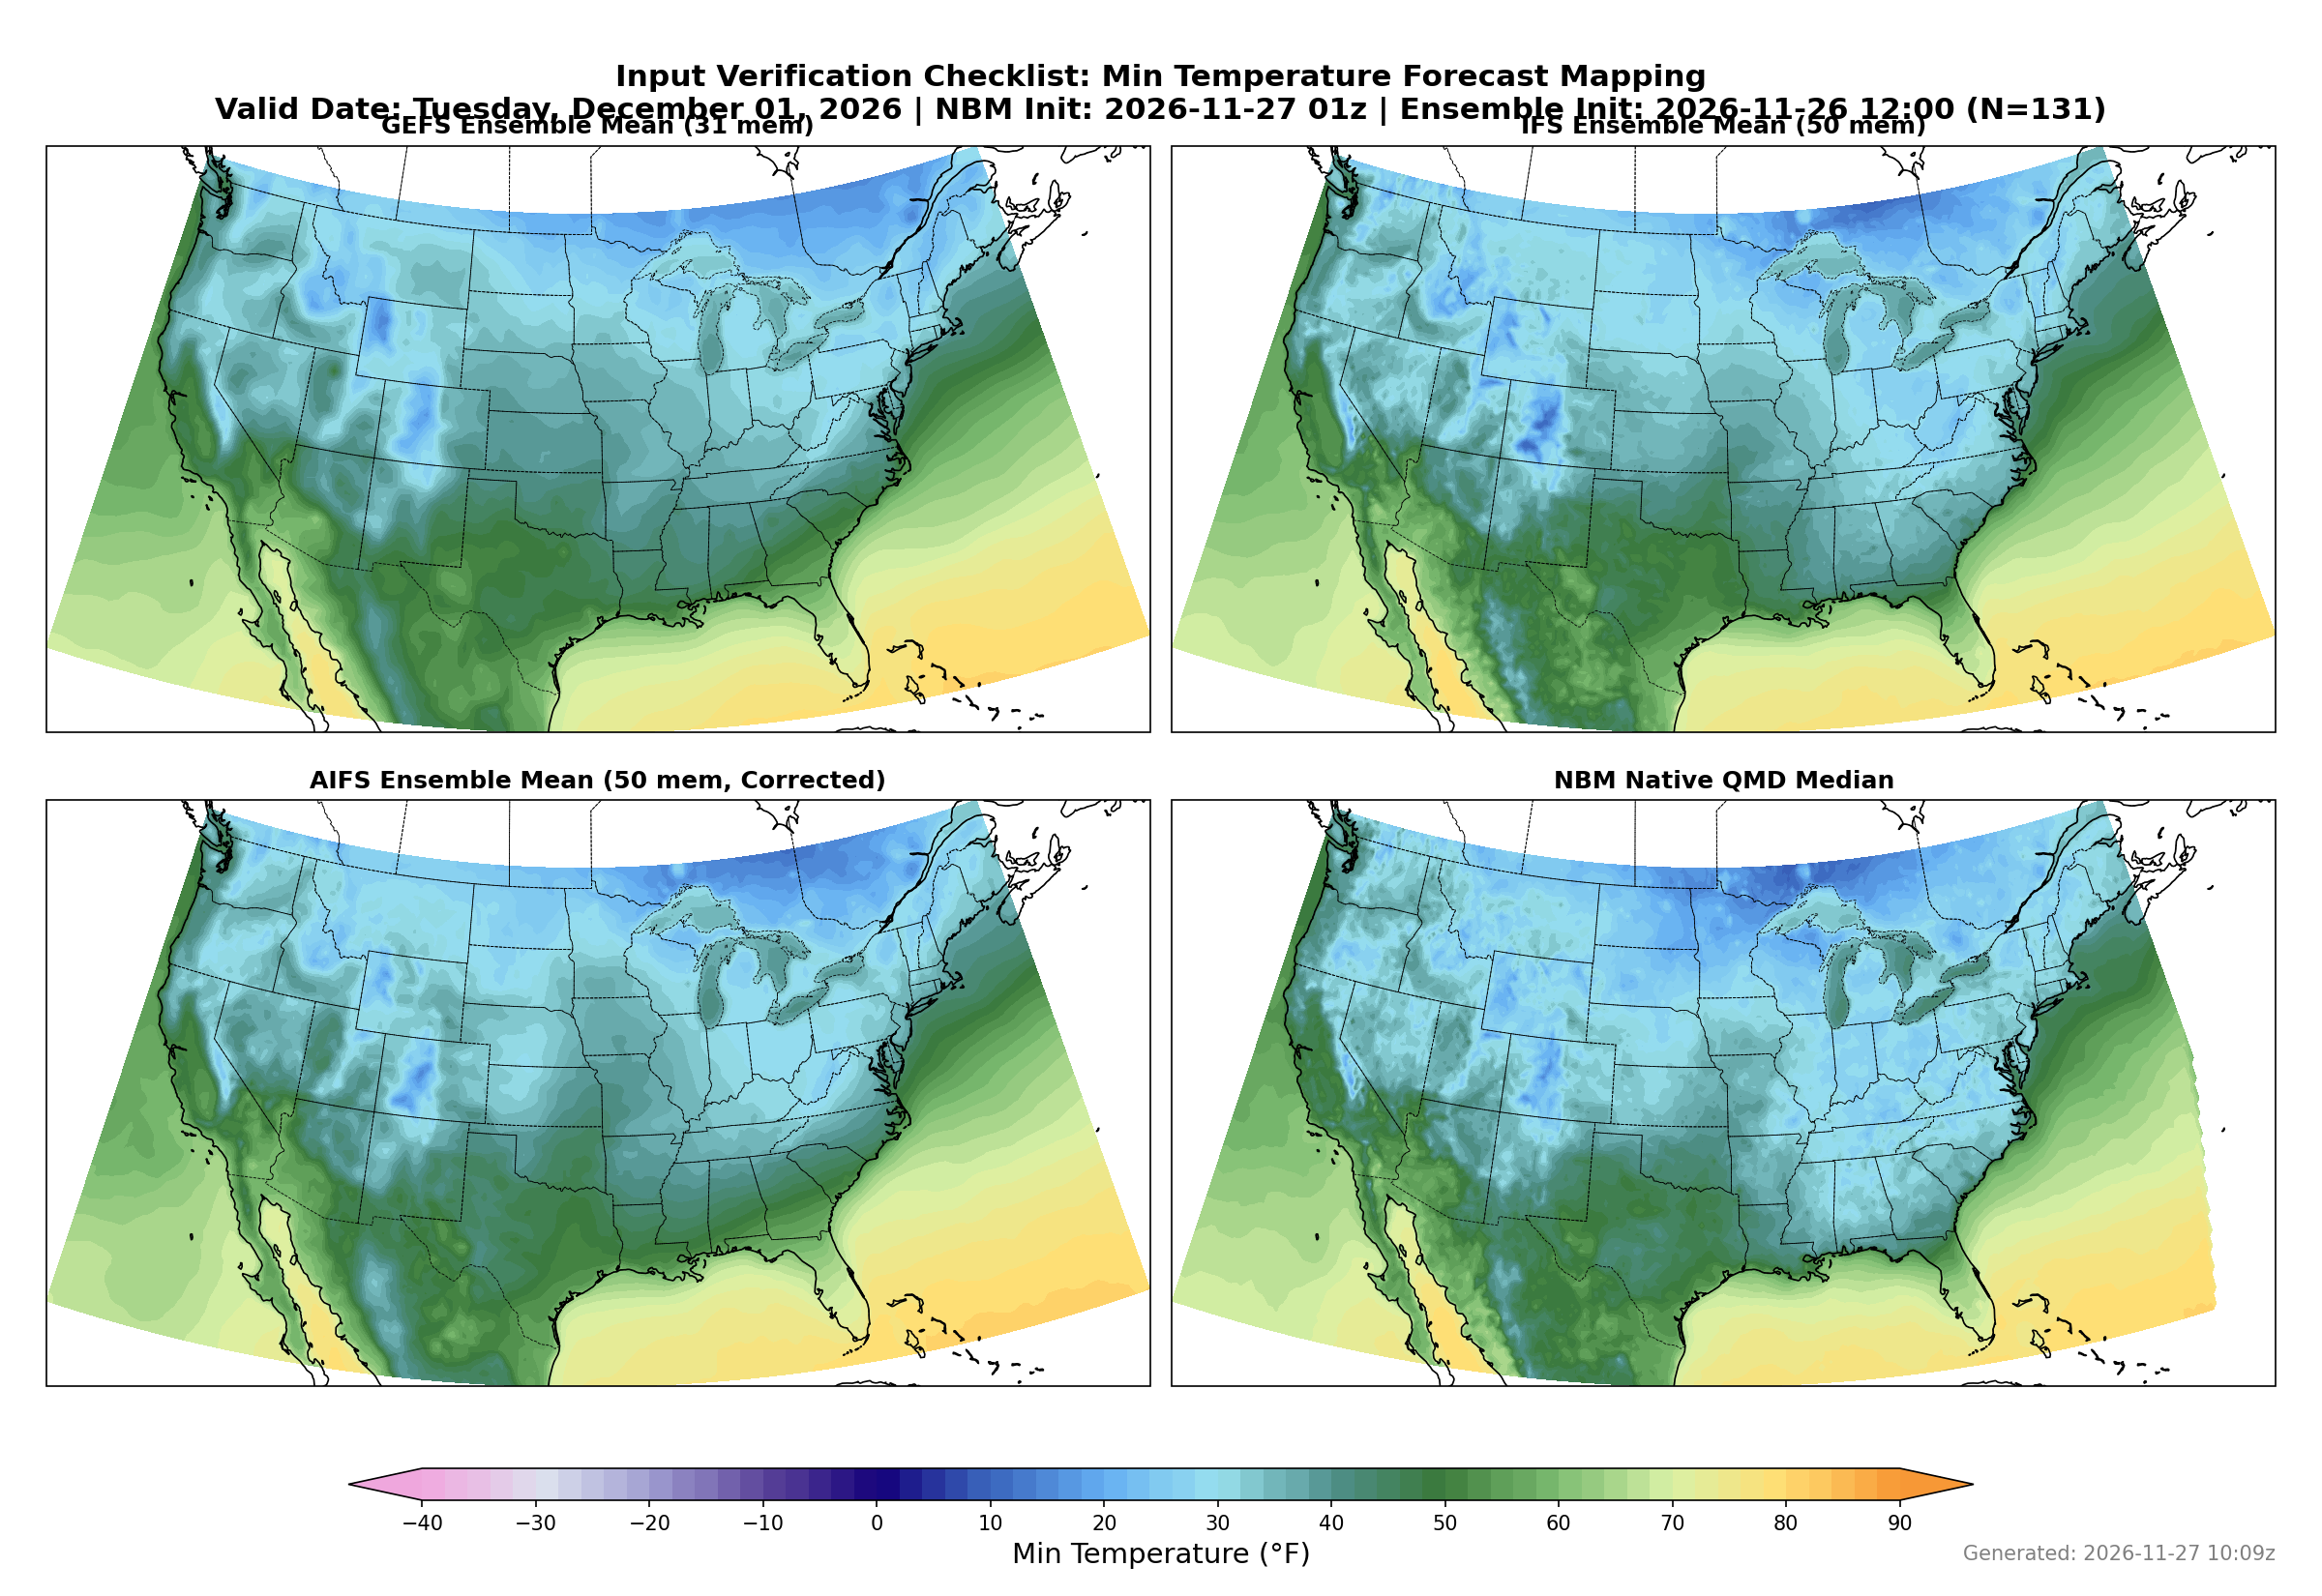 Input Verification Checklist: Min Temperature Forecast Mapping
Valid Date: Tuesday, December 01, 2026 | NBM Init: 2026-11-27 01z | Ensemble Init: 2026-11-26 12:00 (N=131)
GEFS Ensemble Mean (31 mem)
IFS Ensemble Mean (50 mem)
AIFS Ensemble Mean (50 mem, Corrected)
NBM Native QMD Median
−40 −30 −20 −10 0 10 20 30 40 50 60 70 80 90
Min Temperature (°F)
Generated: 2026-11-27 10:09z